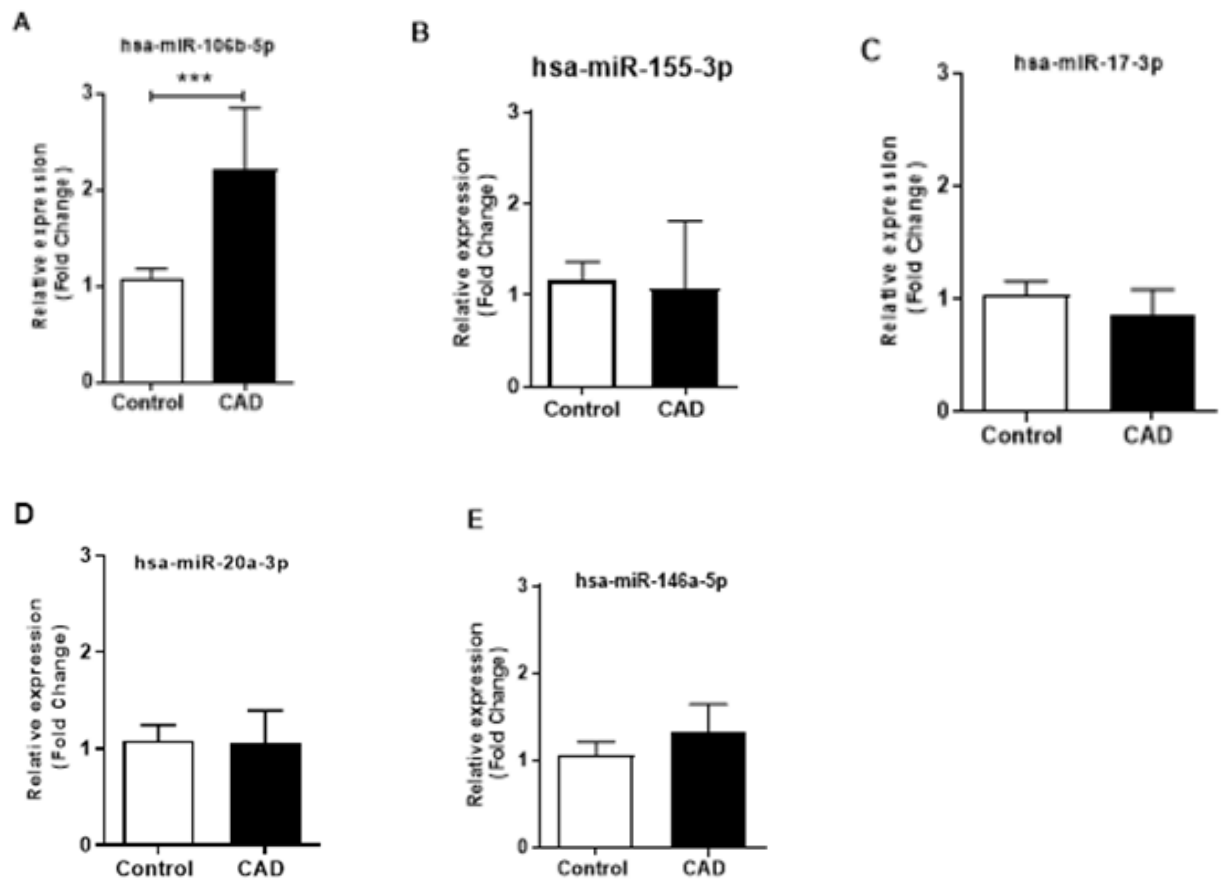 A
hsa-miR-106b-5p
***
3
2
1
0
Relative expression
(Fold Change)
Control CAD
B
hsa-miR-155-3p
3
2
1
0
Relative expression
(Fold Change)
Control CAD
C
hsa-miR-17-3p
3
2
1
0
Relative expression
(Fold Change)
Control CAD
D
hsa-miR-20a-3p
3
2
1
0
Relative expression
(Fold Change)
Control CAD
E
hsa-miR-146a-5p
3
2
1
0
Relative expression
(Fold Change)
Control CAD